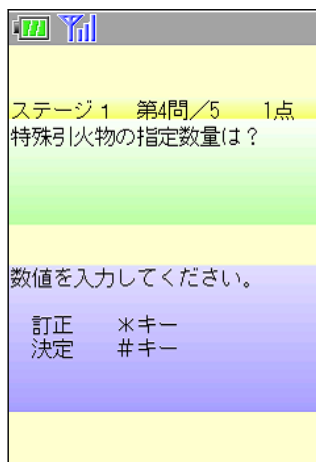 ステージ1 第4問／5 1点
特殊引火物の指定数量は？
数値を入力してください。
訂正 ＊キー
決定 ＃キー